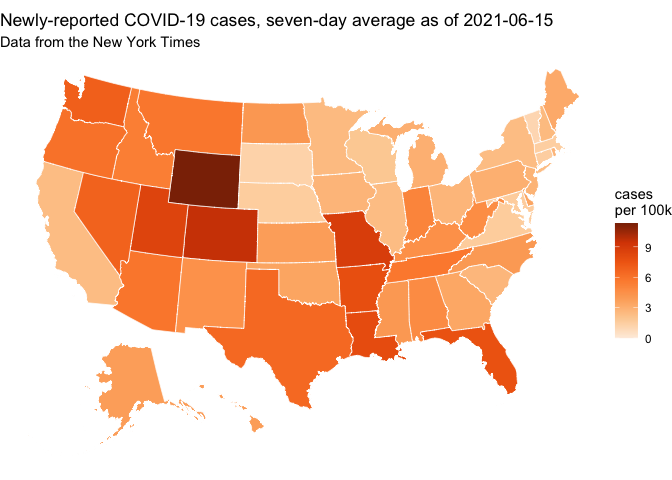 Newly-reported COVID-19 cases, seven-day average as of 2021-06-15
Data from the New York Times
cases
per 100k
9
6
3
0